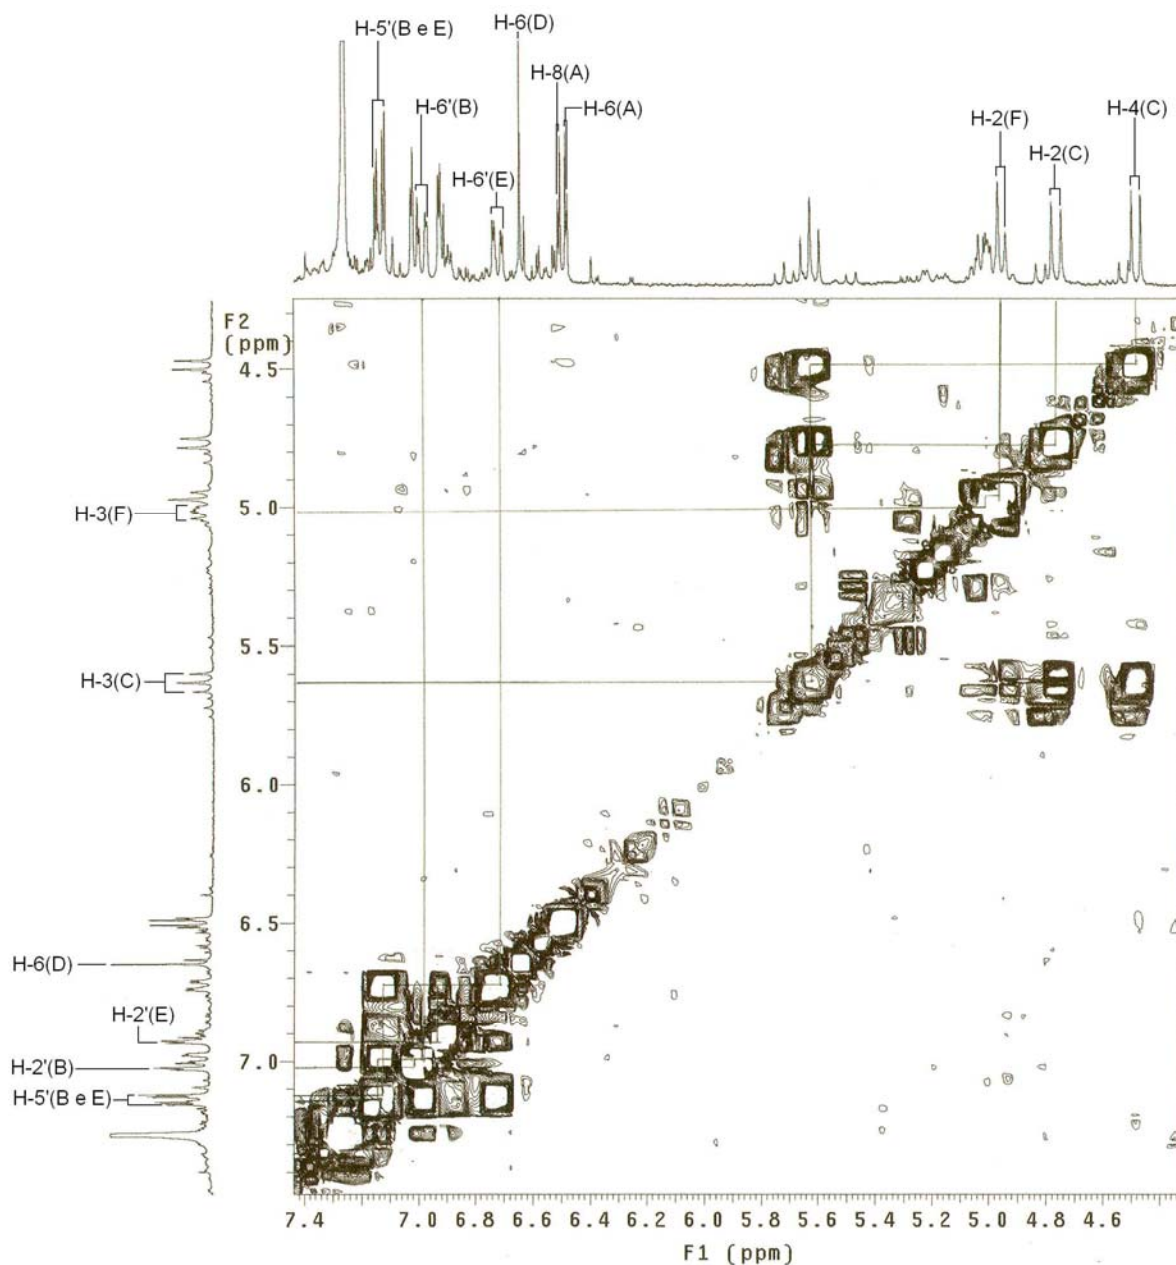 H-6(D)
H-5'(B e E)
H-8(A)
H-6'(B)
H-6(A)
H-2(F)
H-4(C)
H-2(C)
H-6'(E)
F2
(ppm)
4.5
5.0
H-3(F)
5.5
H-3(C)
6.0
6.5
H-6(D)
H-2'(E)
7.0
H-2'(B)
H-5'(B e E)
7.4 7.0 6.8 6.6 6.4 6.2 6.0 5.8 5.6 5.4 5.2 5.0 4.8 4.6
F1 (ppm)